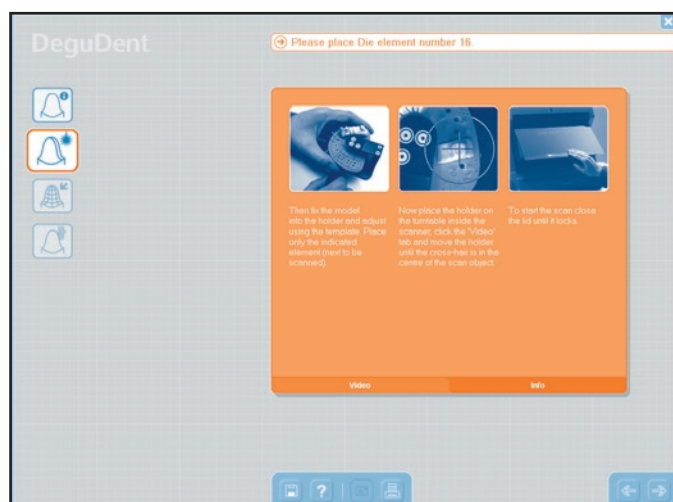 DeguDent
Please place Die element number 16.
Then fix the model
into the holder and adjust
using the template. Place
only the indicated
element (next to be
scanned).
Now place the holder on
the turntable inside the
scanner, click the 'Video'
tab and move the holder
until the cross-hair is in the
centre of the scan object.
To start the scan close
the lid until it locks.
Video
Info